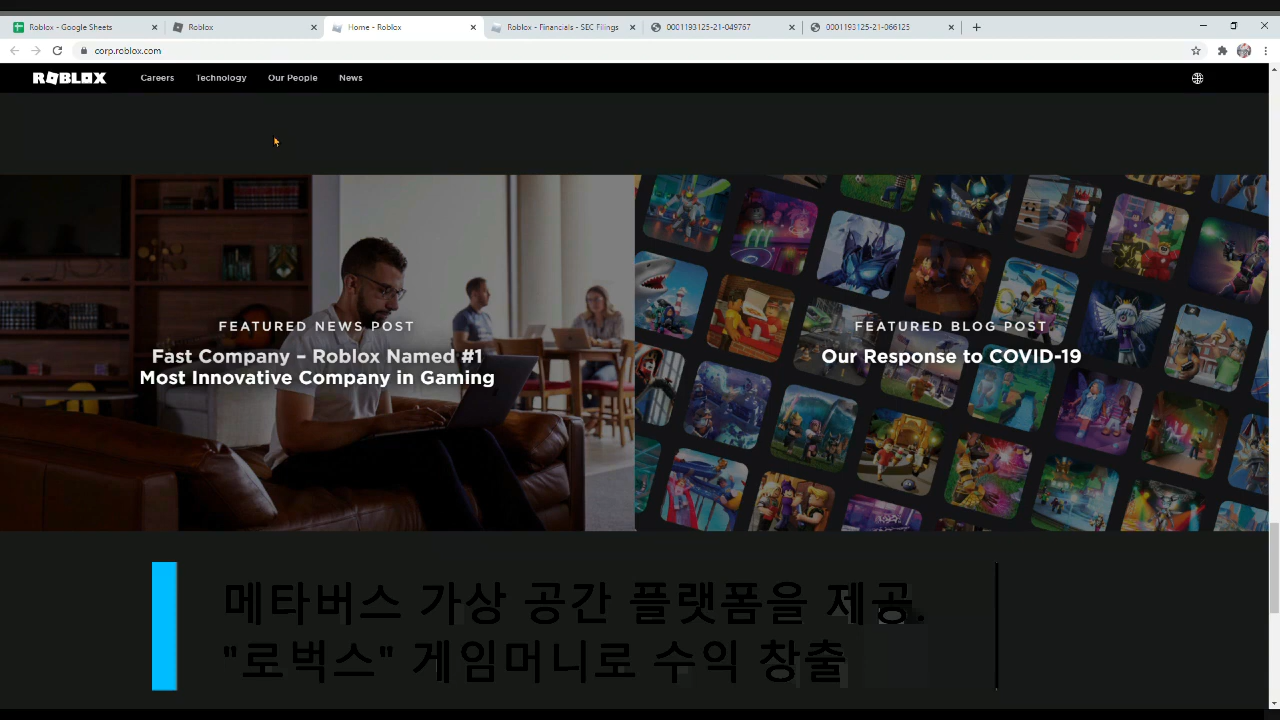 Roblox - Google Sheets
Roblox
Home - Roblox
Roblox - Financials - SEC Filings
0001193125-21-049767
0001193125-21-066125
corp.roblox.com
ROBLOX
Careers
Technology
Our People
News
FEATURED NEWS POST
Fast Company – Roblox Named #1
Most Innovative Company in Gaming
FEATURED BLOG POST
Our Response to COVID-19
메타버스 가상 공간 플랫폼을 제공.
"로벅스" 게임머니로 수익 창출